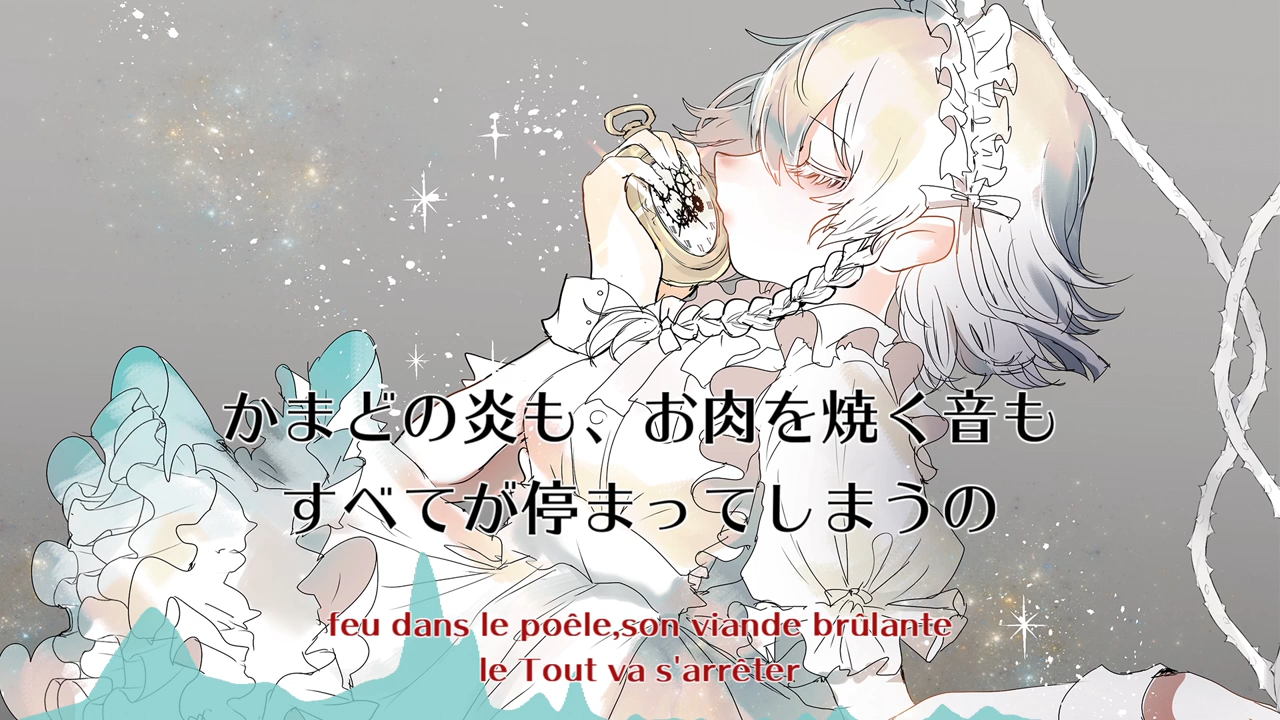 かまどの炎も、お肉を焼く音も
すべてが停まってしまうの
feu dans le poêle,son viande brûlante
le Tout va s'arrêter